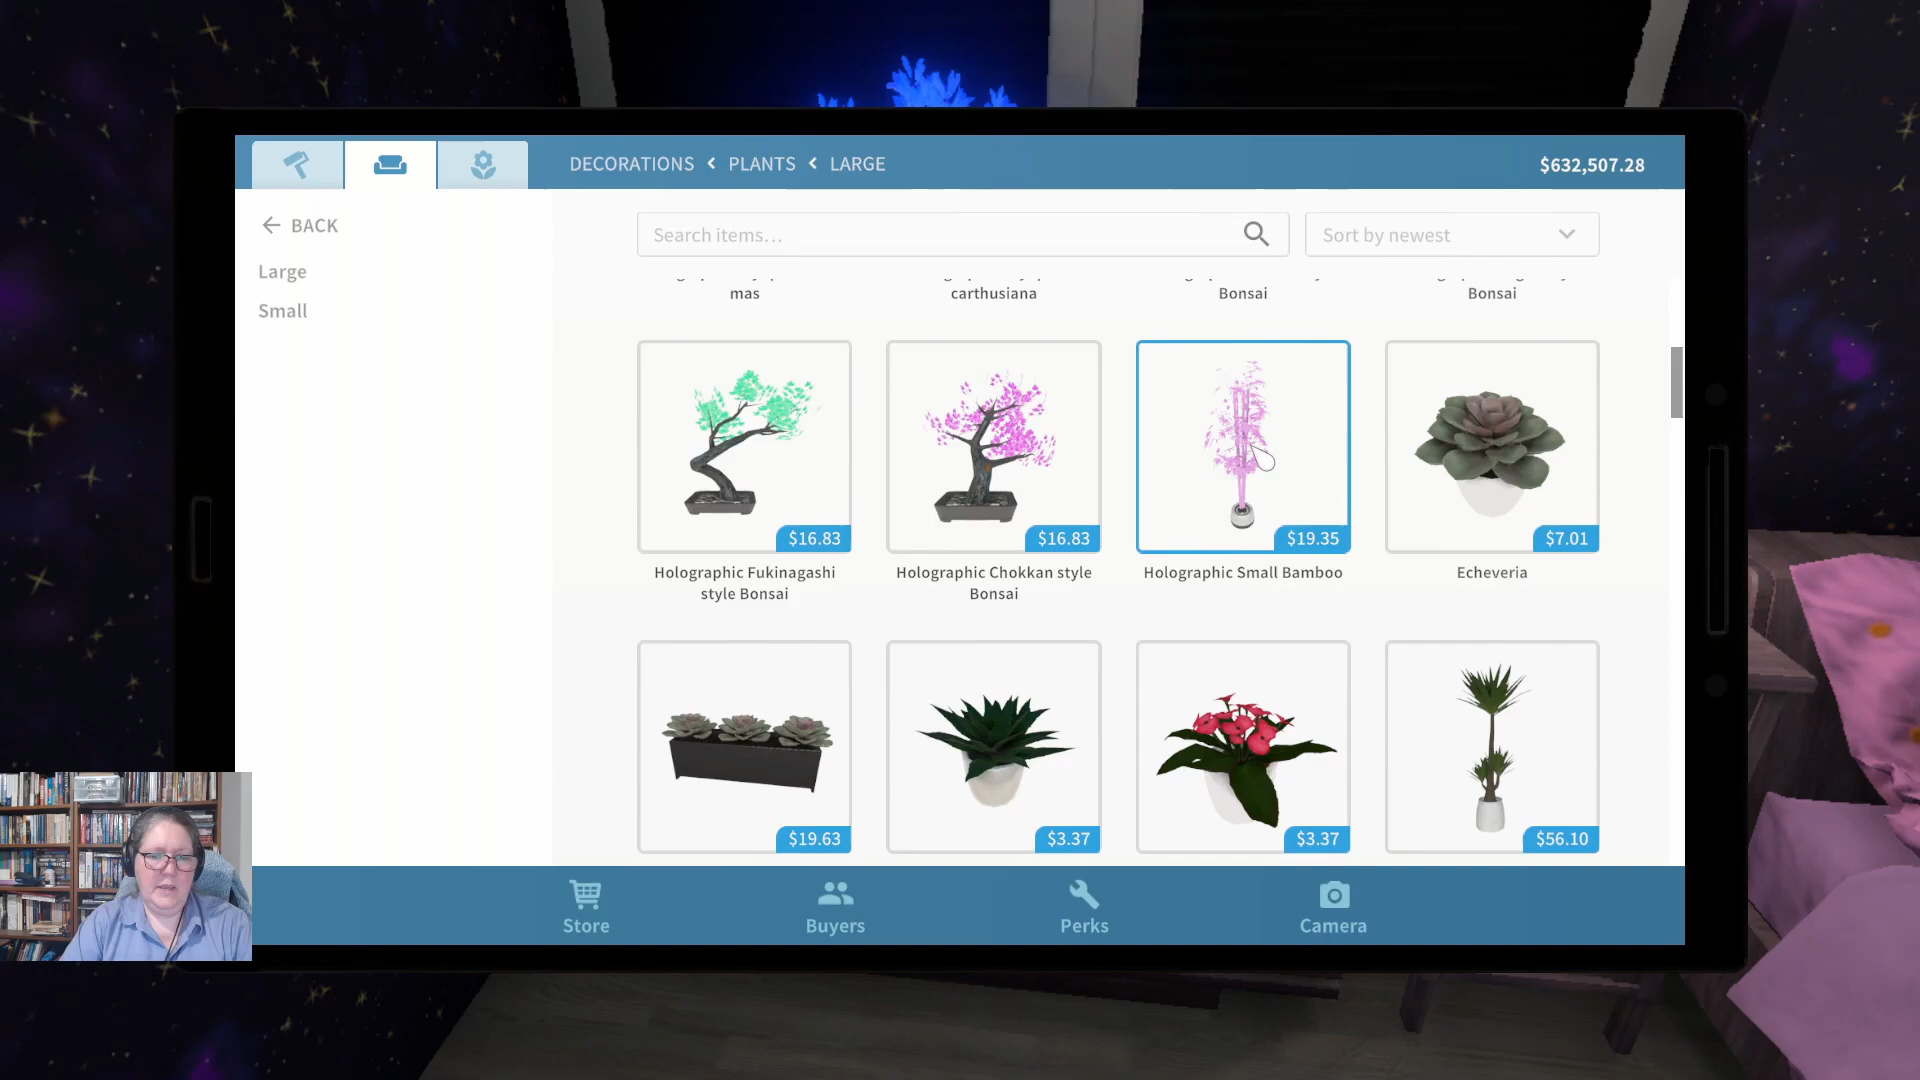 DECORATIONS < PLANTS < LARGE
$632,507.28
BACK
Large
Small
Search items...
Sort by newest
mas
carthusiana
Bonsai
Bonsai
$16.83
$16.83
$19.35
$7.01
Holographic Fukinagashi
style Bonsai
Holographic Chokkan style
Bonsai
Holographic Small Bamboo
Echeveria
$19.63
$3.37
$3.37
$56.10
Store
Buyers
Perks
Camera